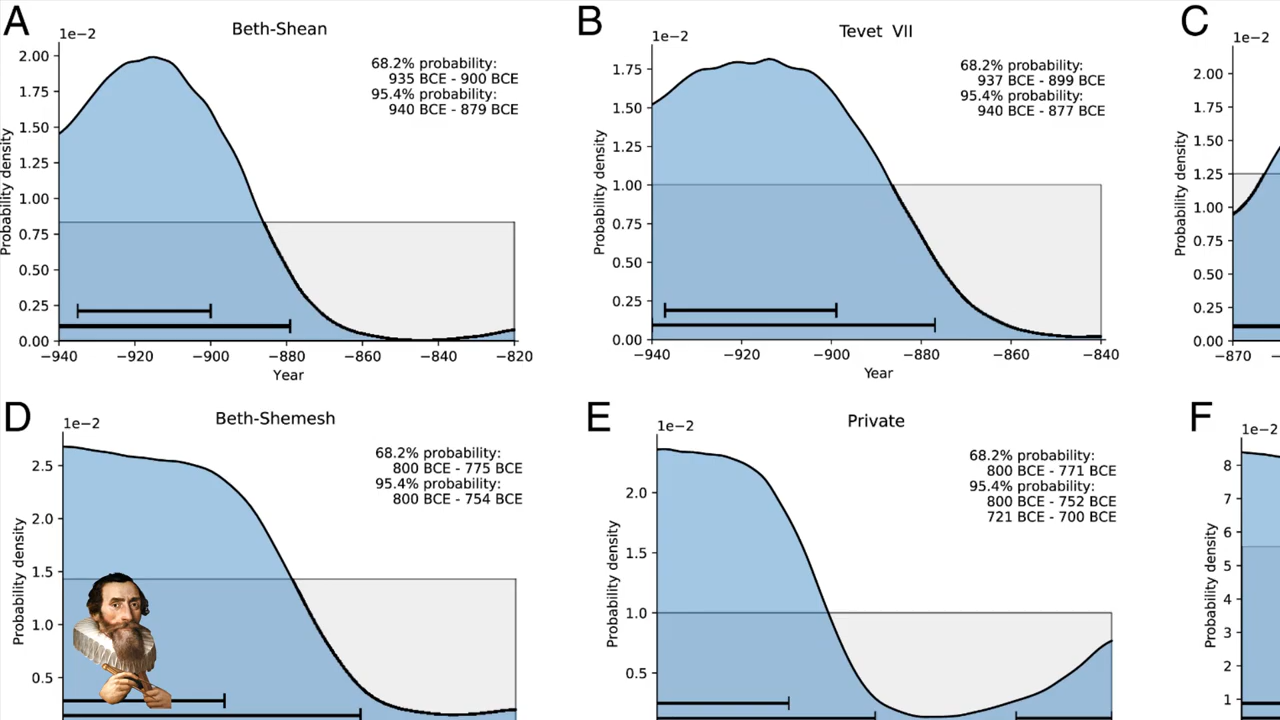 A
Beth-Shean
1e−2
68.2% probability:
935 BCE - 900 BCE
95.4% probability:
940 BCE - 879 BCE
Probability density
2.00
1.75
1.50
1.25
1.00
0.75
0.50
0.25
0.00
−940
−920
−900
−880
−860
−840
−820
Year
B
Tevet VII
1e−2
68.2% probability:
937 BCE - 899 BCE
95.4% probability:
940 BCE - 877 BCE
Probability density
1.75
1.50
1.25
1.00
0.75
0.50
0.25
0.00
−940
−920
−900
−880
−860
−840
Year
C
1e−2
Probability density
2.00
1.75
1.50
1.25
1.00
0.75
0.50
0.25
0.00
−870
D
Beth-Shemesh
1e−2
68.2% probability:
800 BCE - 775 BCE
95.4% probability:
800 BCE - 754 BCE
Probability density
2.5
2.0
1.5
1.0
0.5
E
Private
1e−2
68.2% probability:
800 BCE - 771 BCE
95.4% probability:
800 BCE - 752 BCE
721 BCE - 700 BCE
Probability density
2.0
1.5
1.0
0.5
F
1e−2
Probability density
8
7
6
5
4
3
2
1